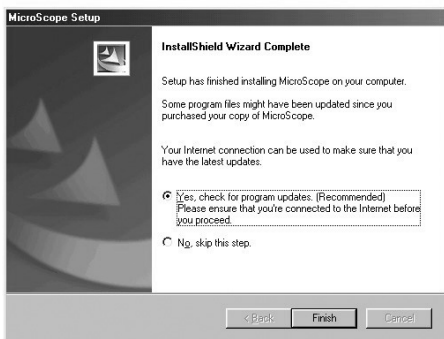 MicroScope Setup
InstallShield Wizard Complete
Setup has finished installing MicroScope on your computer.
Some program files might have been updated since you
purchased your copy of MicroScope.
Your Internet connection can be used to make sure that you
have the latest updates.
Yes, check for program updates. (Recommended)
Please ensure that you're connected to the Internet before
you proceed.
No, skip this step.
< Back Finish Cancel